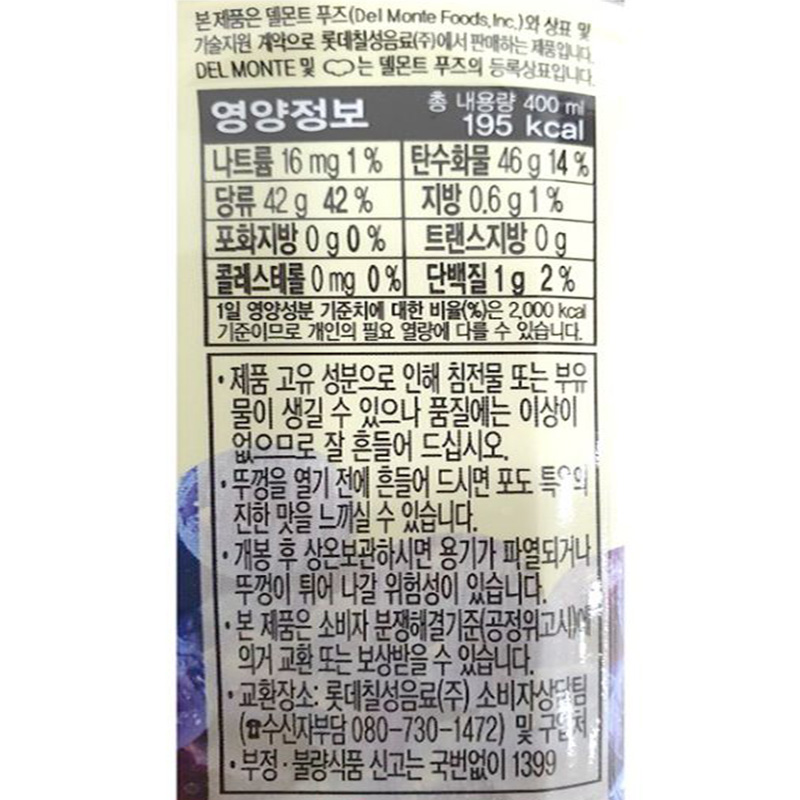 본 제품은 델몬트 푸즈(Del Monte Foods, Inc.)와 상표 및
기술지원 계약으로 롯데칠성음료(주)에서 판매하는 제품입니다.
DEL MONTE 및 는 델몬트 푸즈의 등록상표입니다.
영양정보 총 내용량 400 ml
195 kcal
나트륨 16 mg 1 % 탄수화물 46 g 14 %
당류 42 g 42 % 지방 0.6 g 1 %
포화지방 0 g 0 % 트랜스지방 0 g
콜레스테롤 0 mg 0 % 단백질 1 g 2 %
1일 영양성분 기준치에 대한 비율(%)은 2,000 kcal
기준이므로 개인의 필요 열량에 다를 수 있습니다.
• 제품 고유 성분으로 인해 침전물 또는 부유
물이 생길 수 있으나 품질에는 이상이
없으므로 잘 흔들어 드십시오.
• 뚜껑을 열기 전에 흔들어 드시면 포도 특유의
진한 맛을 느끼실 수 있습니다.
• 개봉 후 상온보관하시면 용기가 파열되거나
뚜껑이 튀어 나갈 위험성이 있습니다.
• 본 제품은 소비자 분쟁해결기준(공정위고시)에
의거 교환 또는 보상받을 수 있습니다.
• 교환장소: 롯데칠성음료(주) 소비자상담팀
(☎수신자부담 080-730-1472) 및 구입처
• 부정·불량식품 신고는 국번없이 1399